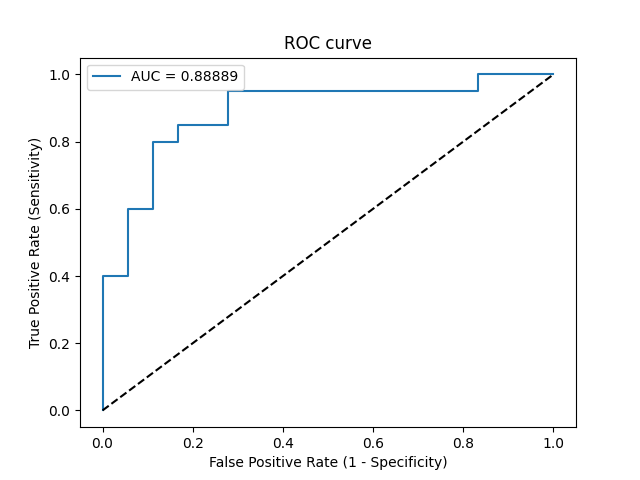 ROC curve
AUC = 0.88889
True Positive Rate (Sensitivity)
1.0
0.8
0.6
0.4
0.2
0.0
0.0 0.2 0.4 0.6 0.8 1.0
False Positive Rate (1 - Specificity)